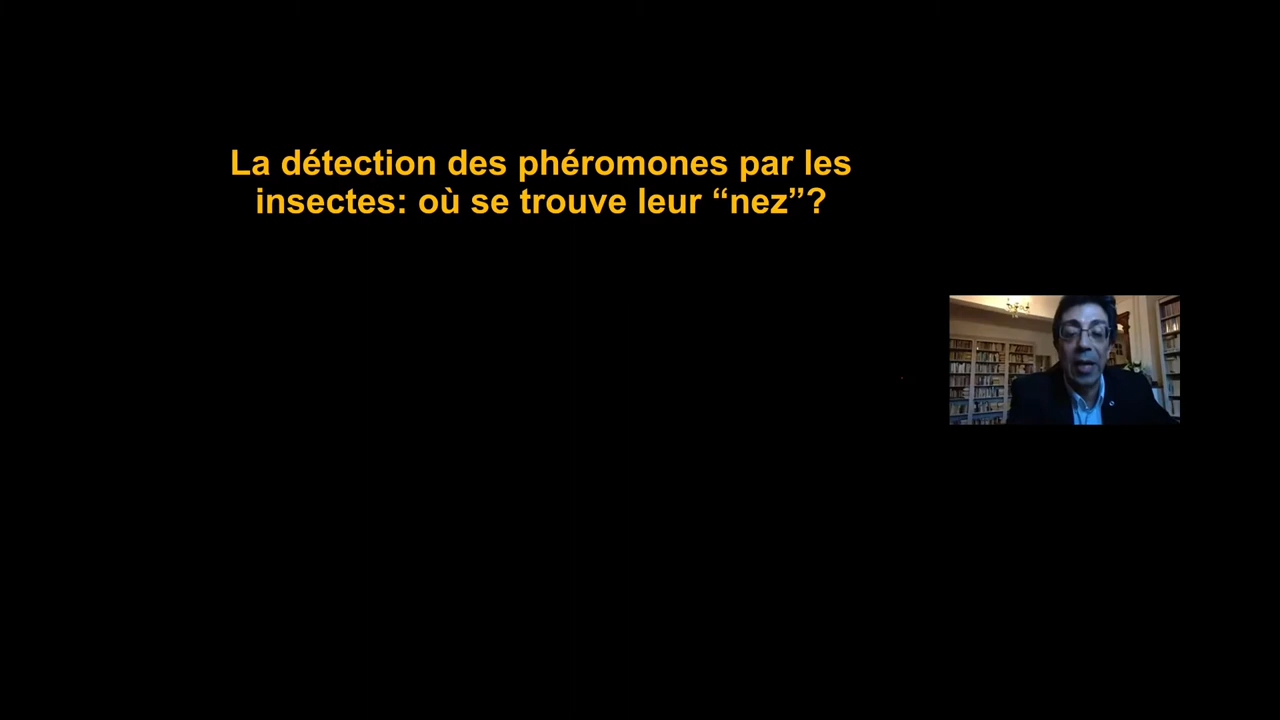 La détection des phéromones par les
insectes: où se trouve leur “nez”?